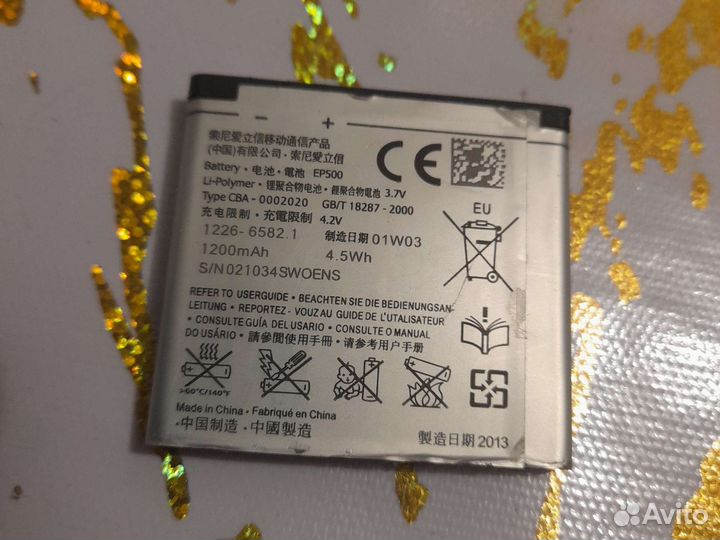 - +
索尼爱立信移动通信产品
(中国)有限公司·索尼愛立信
Battery·电池·電池 EP500
Li-Polymer·锂聚合物电池·鋰聚合物電池 3.7V
Type CBA-0002020 GB/T 18287-2000
充电限制·充電限制 4.2V
1226-6582.1 制造日期 01W03
1200mAh 4.5Wh
S/N 021034SWOENS
CE
EU
REFER TO USERGUIDE • BEACHTEN SIE DIE BEDIENUNGSAN-
LEITUNG • REPORTEZ - VOUZ AU GUIDE DE L'UTALISATEUR
• CONSULTE GUÍA DEL USARIO • CONSULTE O MANUAL
DO USÁRIO • 請參閱使用手冊 • 请参考用户手册
>60°C/140°F
Made in China • Fabriqué en China
• 中国制造 • 中國製造
製造日期 2013
Avito